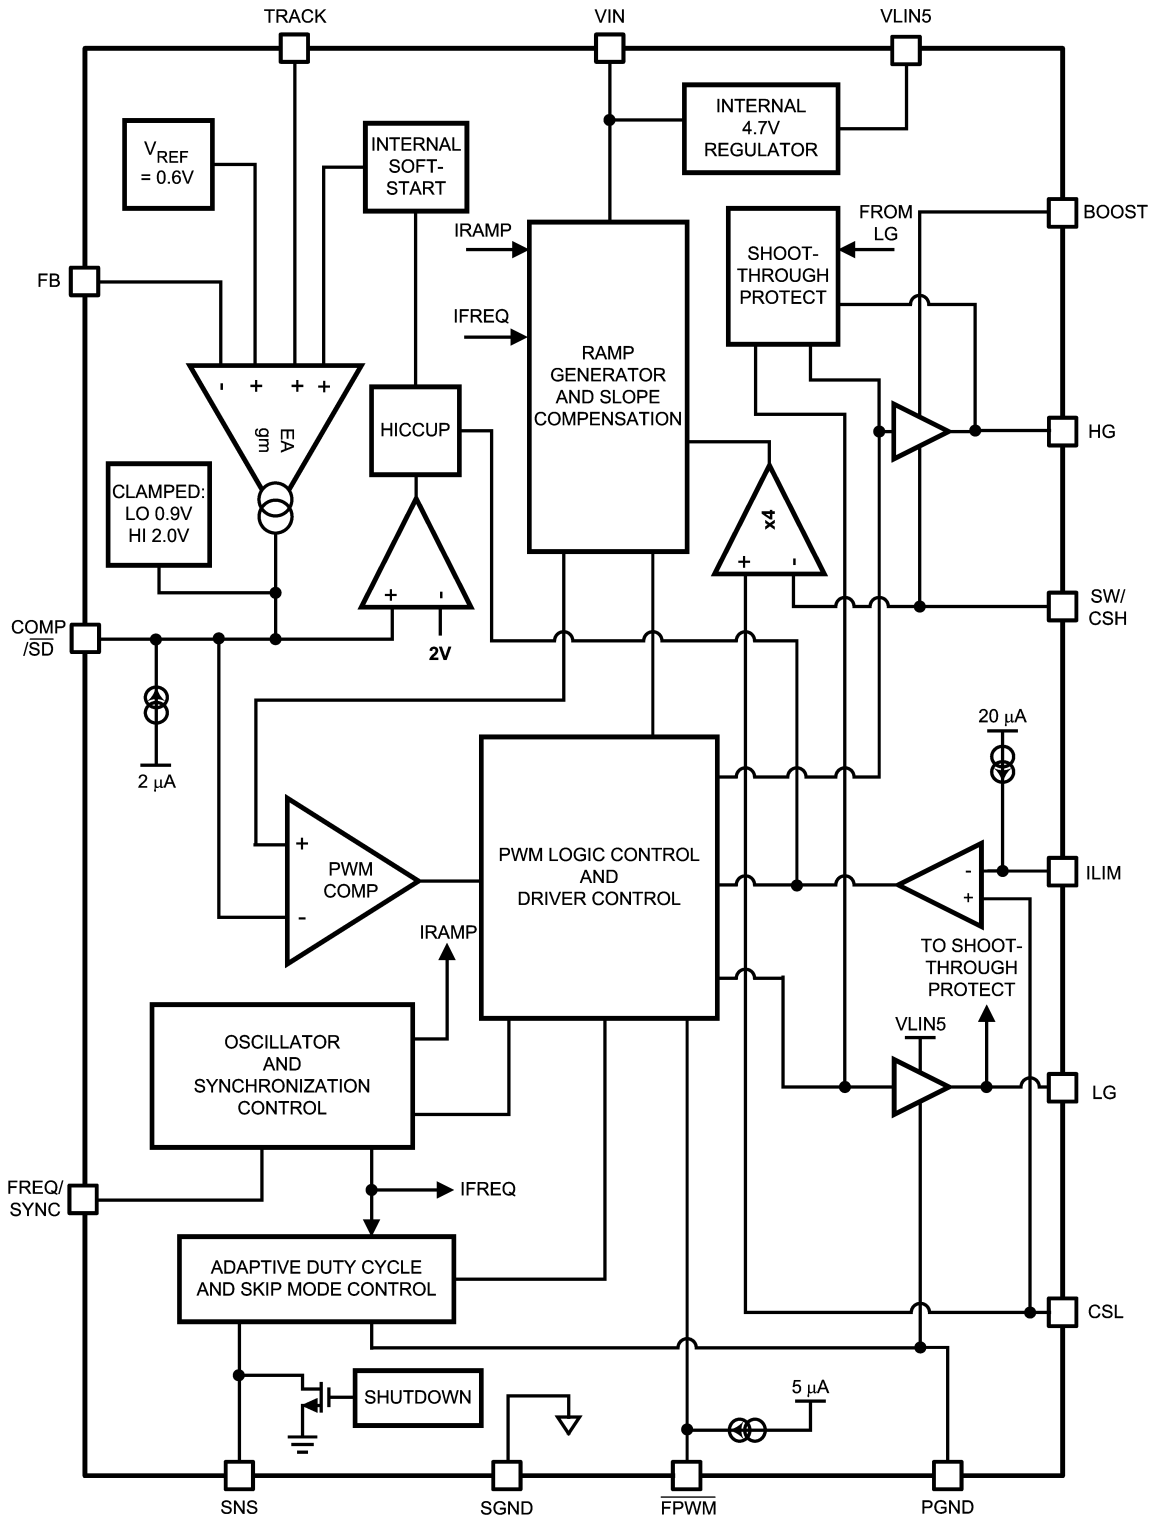 TRACK
VIN
VLIN5
INTERNAL
4.7V
REGULATOR
VREF
= 0.6V
INTERNAL
SOFT-
START
IRAMP
FROM
LG
BOOST
SHOOT-
THROUGH
PROTECT
FB
IFREQ
RAMP
GENERATOR
AND SLOPE
COMPENSATION
- + + +
EA
gm
HICCUP
HG
CLAMPED:
LO 0.9V
HI 2.0V
x4
+ -
+ -
SW/
CSH
COMP
/SD
2V
2 µA
20 µA
+
PWM
COMP
-
PWM LOGIC CONTROL
AND
DRIVER CONTROL
-
+
ILIM
IRAMP
TO SHOOT-
THROUGH
PROTECT
OSCILLATOR
AND
SYNCHRONIZATION
CONTROL
VLIN5
LG
FREQ/
SYNC
IFREQ
ADAPTIVE DUTY CYCLE
AND SKIP MODE CONTROL
CSL
SHUTDOWN
5 µA
SNS
SGND
FPWM
PGND